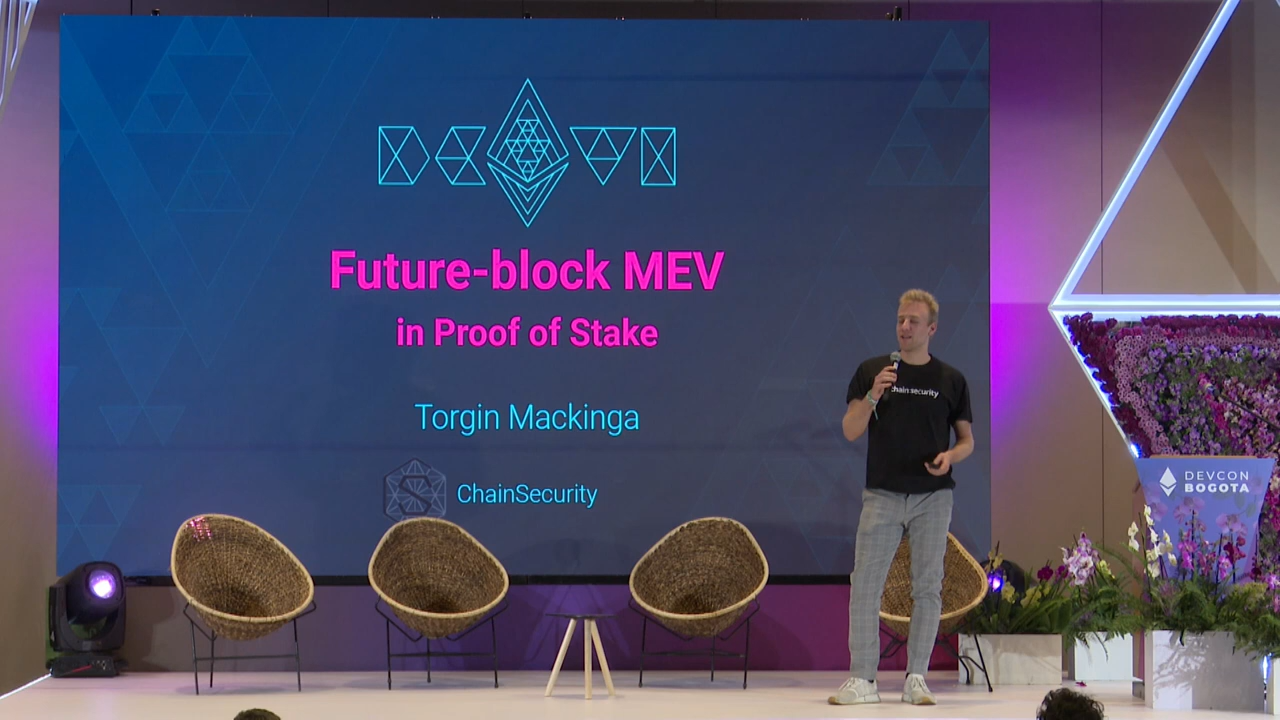 Future-block MEV
in Proof of Stake
Torgin Mackinga
ChainSecurity
chain security
DEVCON
BOGOTA